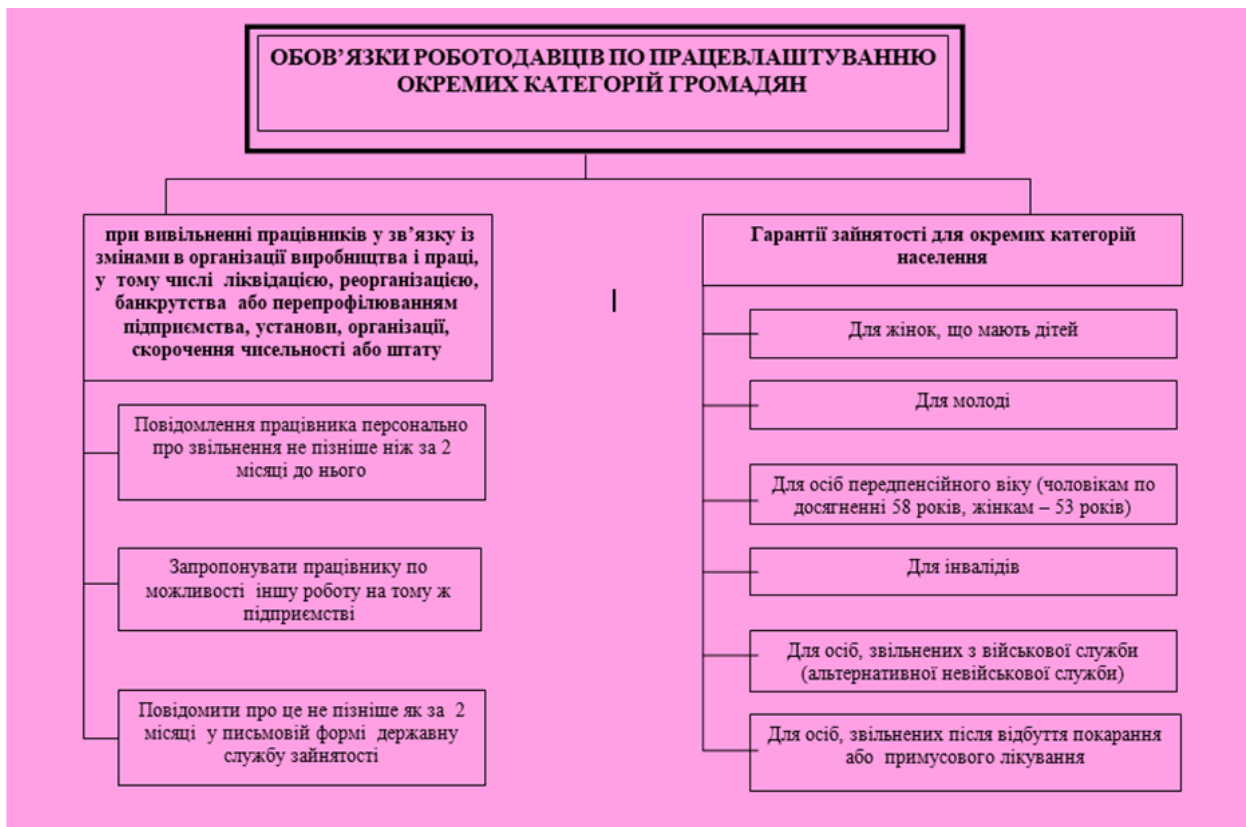 ОБОВ’ЯЗКИ РОБОТОДАВЦІВ ПО ПРАЦЕВЛАШТУВАННЮ
ОКРЕМИХ КАТЕГОРІЙ ГРОМАДЯН
при вивільненні працівників у зв’язку із
змінами в організації виробництва і праці,
у тому числі ліквідацією, реорганізацією,
банкрутства або перепрофілюванням
підприємства, установи, організації,
скорочення чисельності або штату
Повідомлення працівника персонально
про звільнення не пізніше ніж за 2
місяці до нього
Запропонувати працівнику по
можливості іншу роботу на тому ж
підприємстві
Повідомити про це не пізніше як за 2
місяці у письмовій формі державну
службу зайнятості
Гарантії зайнятості для окремих категорій
населення
Для жінок, що мають дітей
Для молоді
Для осіб передпенсійного віку (чоловікам по
досягненні 58 років, жінкам – 53 років)
Для інвалідів
Для осіб, звільнених з військової служби
(альтернативної невійськової служби)
Для осіб, звільнених після відбуття покарання
або примусового лікування